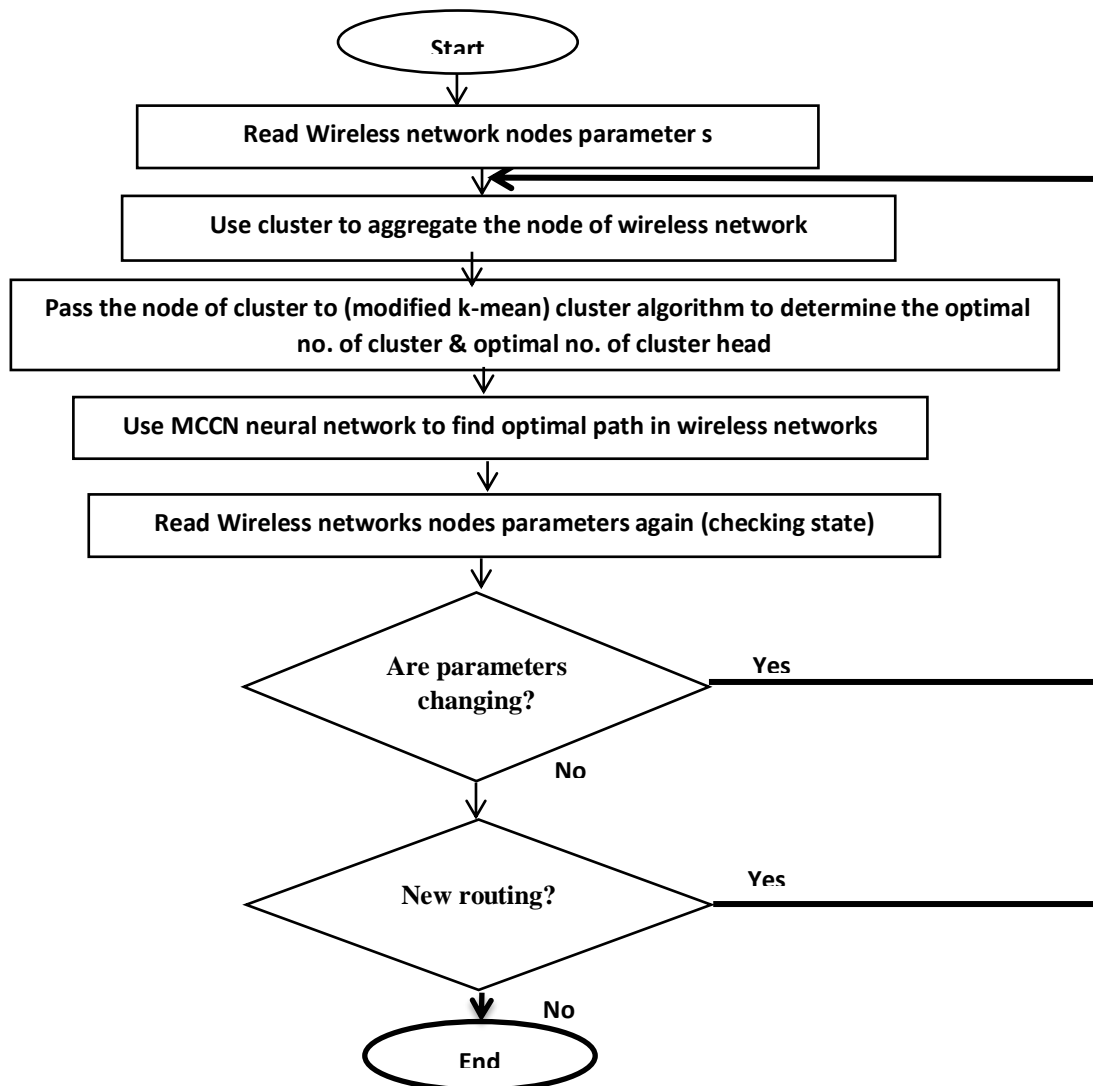 Start
Read Wireless network nodes parameter s
Use cluster to aggregate the node of wireless network
Pass the node of cluster to (modified k-mean) cluster algorithm to determine the optimal
no. of cluster & optimal no. of cluster head
Use MCCN neural network to find optimal path in wireless networks
Read Wireless networks nodes parameters again (checking state)
Are parameters
changing?
Yes
No
New routing?
Yes
No
End